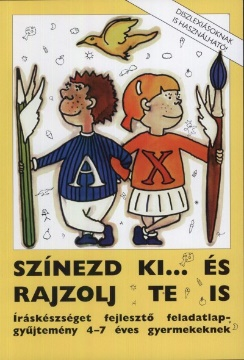 DISZLEXIÁSOKNAK
IS HASZNÁLHATÓ!
A X
SZÍNEZD KI... ÉS
RAJZOLJ TE IS
Íráskészséget fejlesztő feladatlap-
gyűjtemény 4–7 éves gyermekeknek